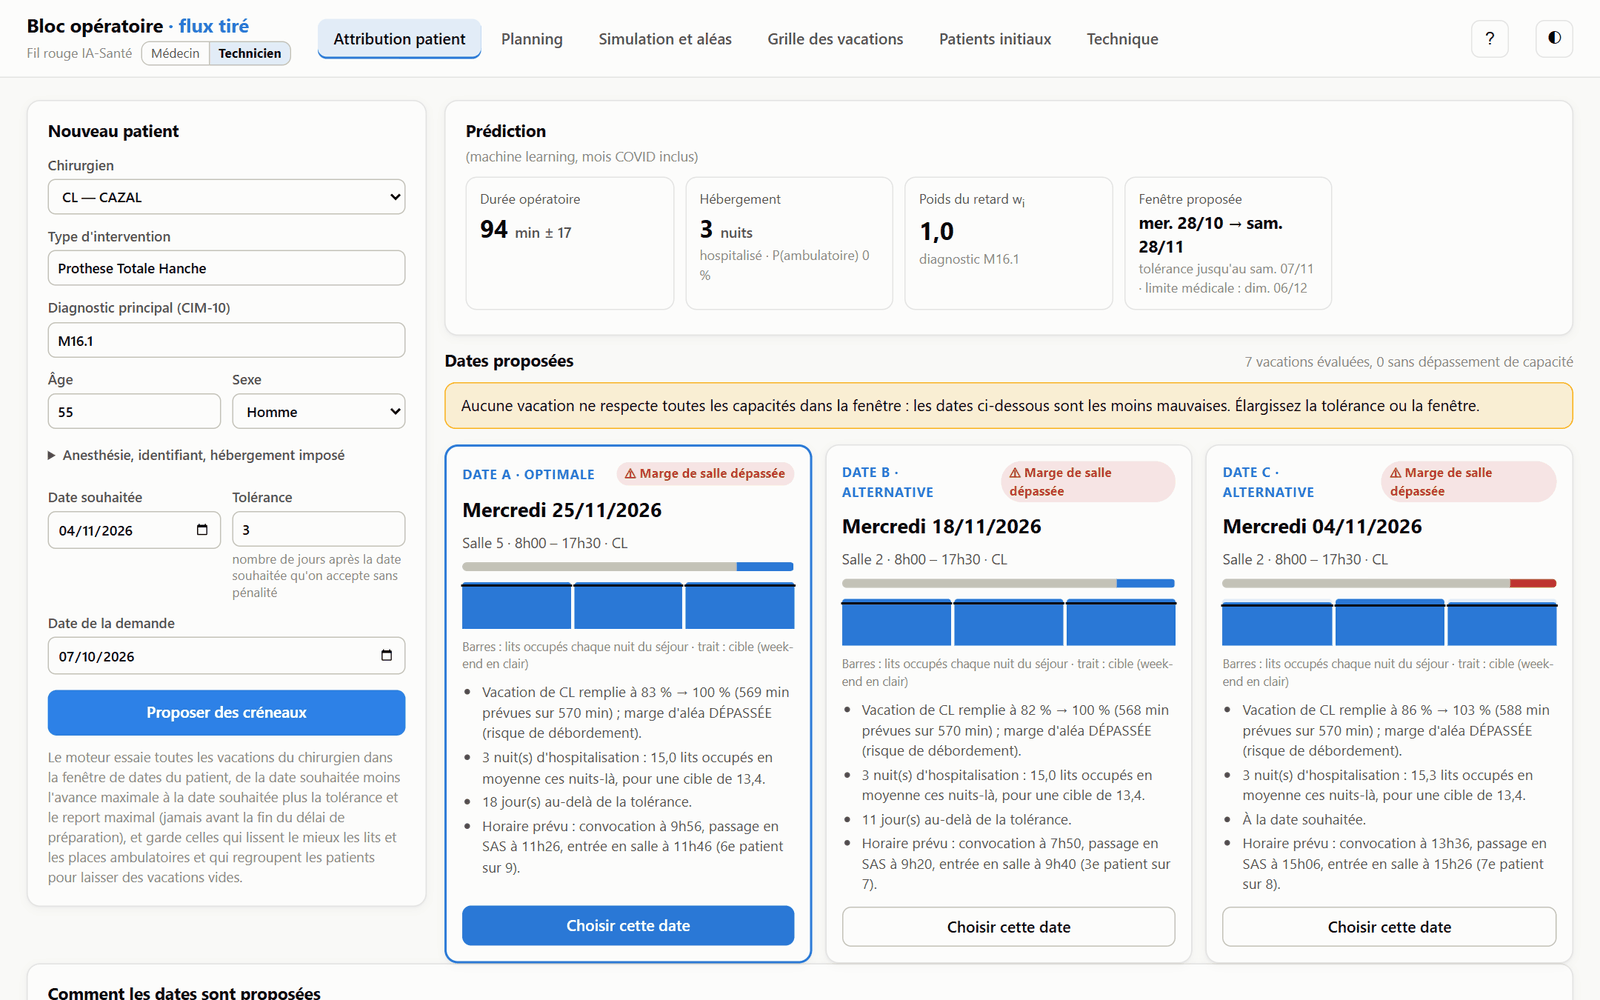 Bloc opératoire · flux tiré
Fil rouge IA-Santé
Médecin
Technicien
Attribution patient
Planning
Simulation et aléas
Grille des vacations
Patients initiaux
Technique
?
Nouveau patient
Chirurgien
CL — CAZAL
Type d'intervention
Prothese Totale Hanche
Diagnostic principal (CIM-10)
M16.1
Âge
Sexe
55
Homme
Anesthésie, identifiant, hébergement imposé
Date souhaitée
Tolérance
04/11/2026
3
nombre de jours après la date
souhaitée qu'on accepte sans
pénalité
Date de la demande
07/10/2026
Proposer des créneaux
Le moteur essaie toutes les vacations du chirurgien dans
la fenêtre de dates du patient, de la date souhaitée moins
l'avance maximale à la date souhaitée plus la tolérance et
le report maximal (jamais avant la fin du délai de
préparation), et garde celles qui lissent le mieux les lits et
les places ambulatoires et qui regroupent les patients
pour laisser des vacations vides.
Prédiction
(machine learning, mois COVID inclus)
Durée opératoire
94 min ± 17
Hébergement
3 nuits
hospitalisé · P(ambulatoire) 0
%
Poids du retard wi
1,0
diagnostic M16.1
Fenêtre proposée
mer. 28/10 → sam.
28/11
tolérance jusqu'au sam. 07/11
· limite médicale : dim. 06/12
Dates proposées
7 vacations évaluées, 0 sans dépassement de capacité
Aucune vacation ne respecte toutes les capacités dans la fenêtre : les dates ci-dessous sont les moins mauvaises. Élargissez la tolérance ou la fenêtre.
DATE A · OPTIMALE
⚠ Marge de salle dépassée
Mercredi 25/11/2026
Salle 5 · 8h00 – 17h30 · CL
Barres : lits occupés chaque nuit du séjour · trait : cible (week-
end en clair)
• Vacation de CL remplie à 83 % → 100 % (569 min
prévues sur 570 min) ; marge d'aléa DÉPASSÉE
(risque de débordement).
• 3 nuit(s) d'hospitalisation : 15,0 lits occupés en
moyenne ces nuits-là, pour une cible de 13,4.
• 18 jour(s) au-delà de la tolérance.
• Horaire prévu : convocation à 9h56, passage en
SAS à 11h26, entrée en salle à 11h46 (6e patient
sur 9).
Choisir cette date
DATE B ·
ALTERNATIVE
⚠ Marge de salle
dépassée
Mercredi 18/11/2026
Salle 2 · 8h00 – 17h30 · CL
Barres : lits occupés chaque nuit du séjour · trait : cible (week-
end en clair)
• Vacation de CL remplie à 82 % → 100 % (568 min
prévues sur 570 min) ; marge d'aléa DÉPASSÉE
(risque de débordement).
• 3 nuit(s) d'hospitalisation : 15,0 lits occupés en
moyenne ces nuits-là, pour une cible de 13,4.
• 11 jour(s) au-delà de la tolérance.
• Horaire prévu : convocation à 7h50, passage en
SAS à 9h20, entrée en salle à 9h40 (3e patient sur
7).
Choisir cette date
DATE C ·
ALTERNATIVE
⚠ Marge de salle
dépassée
Mercredi 04/11/2026
Salle 2 · 8h00 – 17h30 · CL
Barres : lits occupés chaque nuit du séjour · trait : cible (week-
end en clair)
• Vacation de CL remplie à 86 % → 103 % (588 min
prévues sur 570 min) ; marge d'aléa DÉPASSÉE
(risque de débordement).
• 3 nuit(s) d'hospitalisation : 15,3 lits occupés en
moyenne ces nuits-là, pour une cible de 13,4.
• À la date souhaitée.
• Horaire prévu : convocation à 13h36, passage en
SAS à 15h06, entrée en salle à 15h26 (7e patient
sur 8).
Choisir cette date
Comment les dates sont proposées